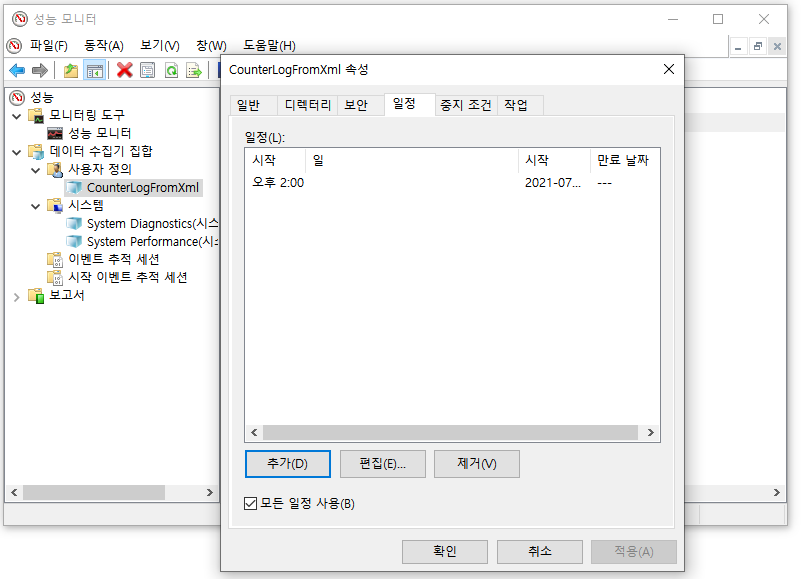 성능 모니터
파일(F) 동작(A) 보기(V) 창(W) 도움말(H)
성능
모니터링 도구
성능 모니터
데이터 수집기 집합
사용자 정의
CounterLogFromXml
시스템
System Diagnostics(시스
System Performance(시스
이벤트 추적 세션
시작 이벤트 추적 세션
보고서
CounterLogFromXml 속성
일반 디렉터리 보안 일정 중지 조건 작업
일정(L):
시작 일 시작 만료 날짜
오후 2:00 2021-07... ---
추가(D) 편집(E)... 제거(V)
모든 일정 사용(B)
확인 취소 적용(A)